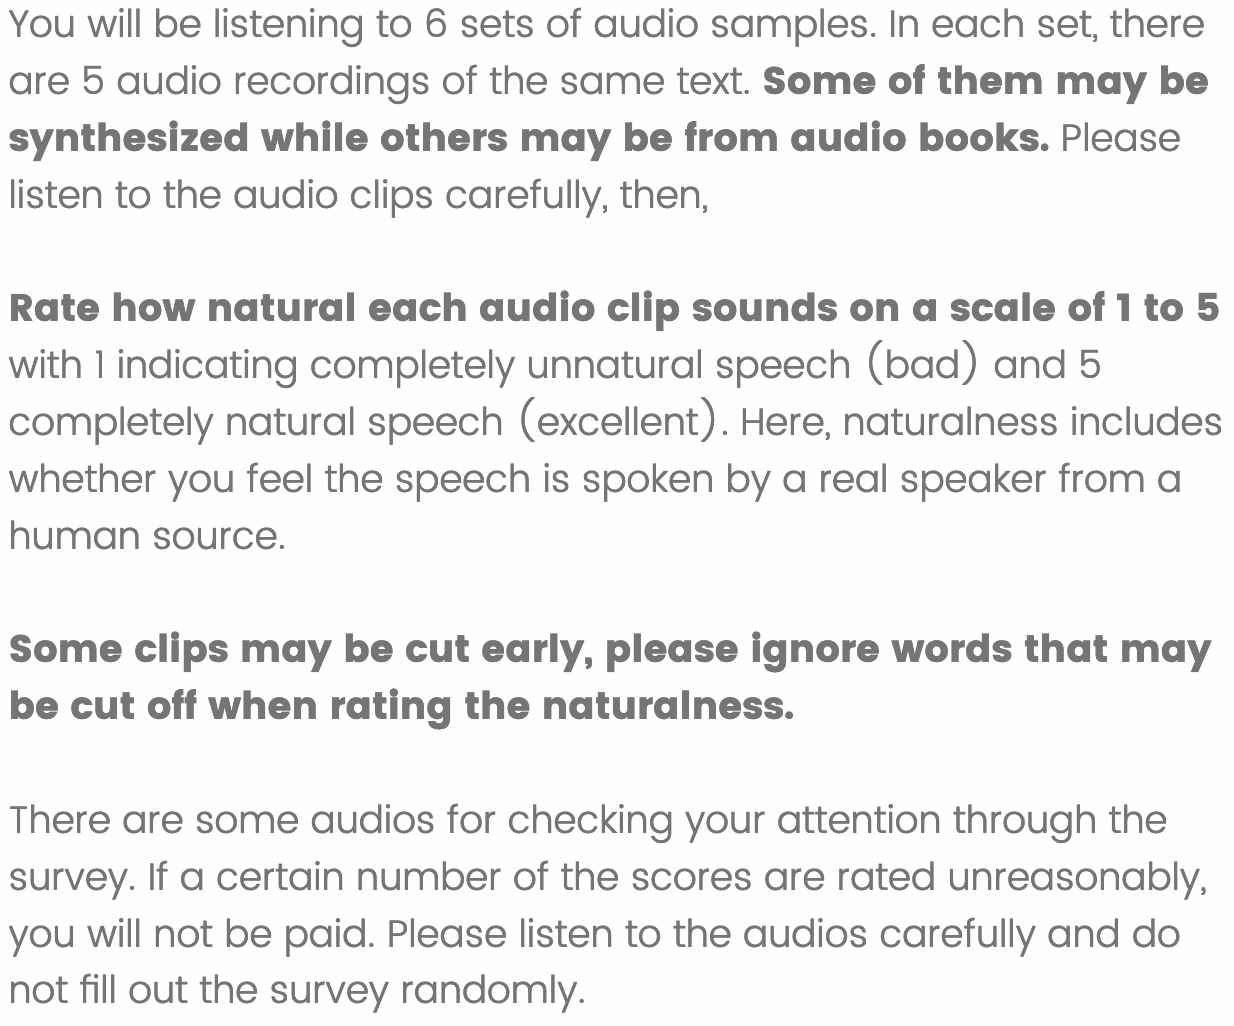 You will be listening to 6 sets of audio samples. In each set, there
are 5 audio recordings of the same text. Some of them may be
synthesized while others may be from audio books. Please
listen to the audio clips carefully, then,
Rate how natural each audio clip sounds on a scale of 1 to 5
with 1 indicating completely unnatural speech (bad) and 5
completely natural speech (excellent). Here, naturalness includes
whether you feel the speech is spoken by a real speaker from a
human source.
Some clips may be cut early, please ignore words that may
be cut off when rating the naturalness.
There are some audios for checking your attention through the
survey. If a certain number of the scores are rated unreasonably,
you will not be paid. Please listen to the audios carefully and do
not fill out the survey randomly.